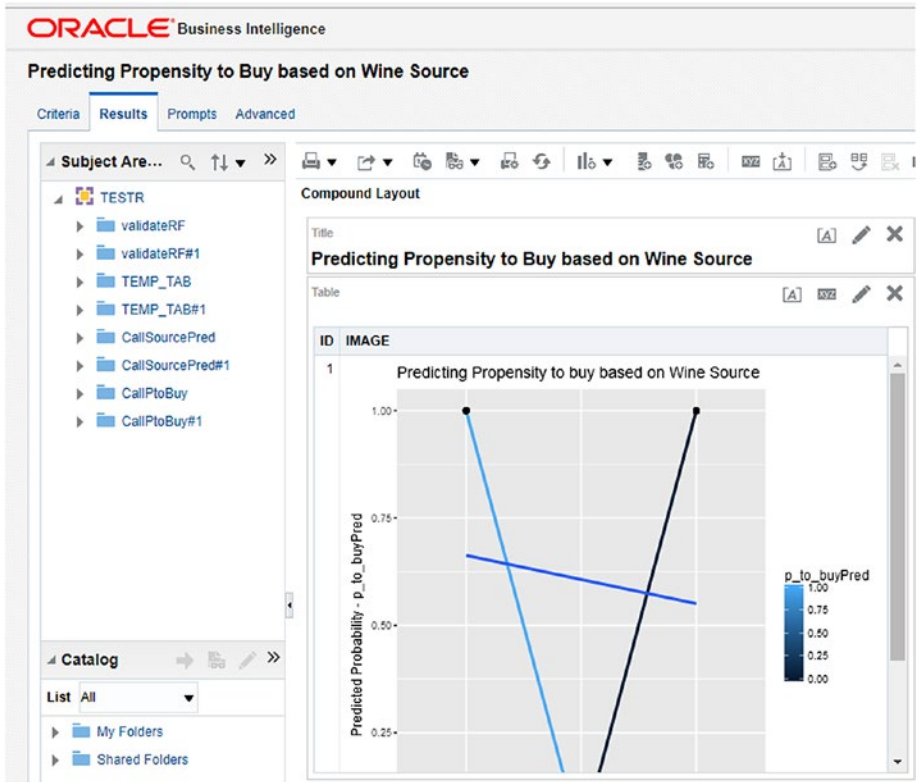 ORACLE Business Intelligence
Predicting Propensity to Buy based on Wine Source
Criteria Results Prompts Advanced
Subject Are...
TESTR
validateRF
validateRF#1
TEMP_TAB
TEMP_TAB#1
CallSourcePred
CallSourcePred#1
CallPtoBuy
CallPtoBuy#1
Catalog
List All
My Folders
Shared Folders
Compound Layout
Title
Predicting Propensity to Buy based on Wine Source
Table
ID IMAGE
1
Predicting Propensity to buy based on Wine Source
1.00
0.75
0.50
0.25
Predicted Probability - p_to_buyPred
p_to_buyPred
1.00
0.75
0.50
0.25
0.00